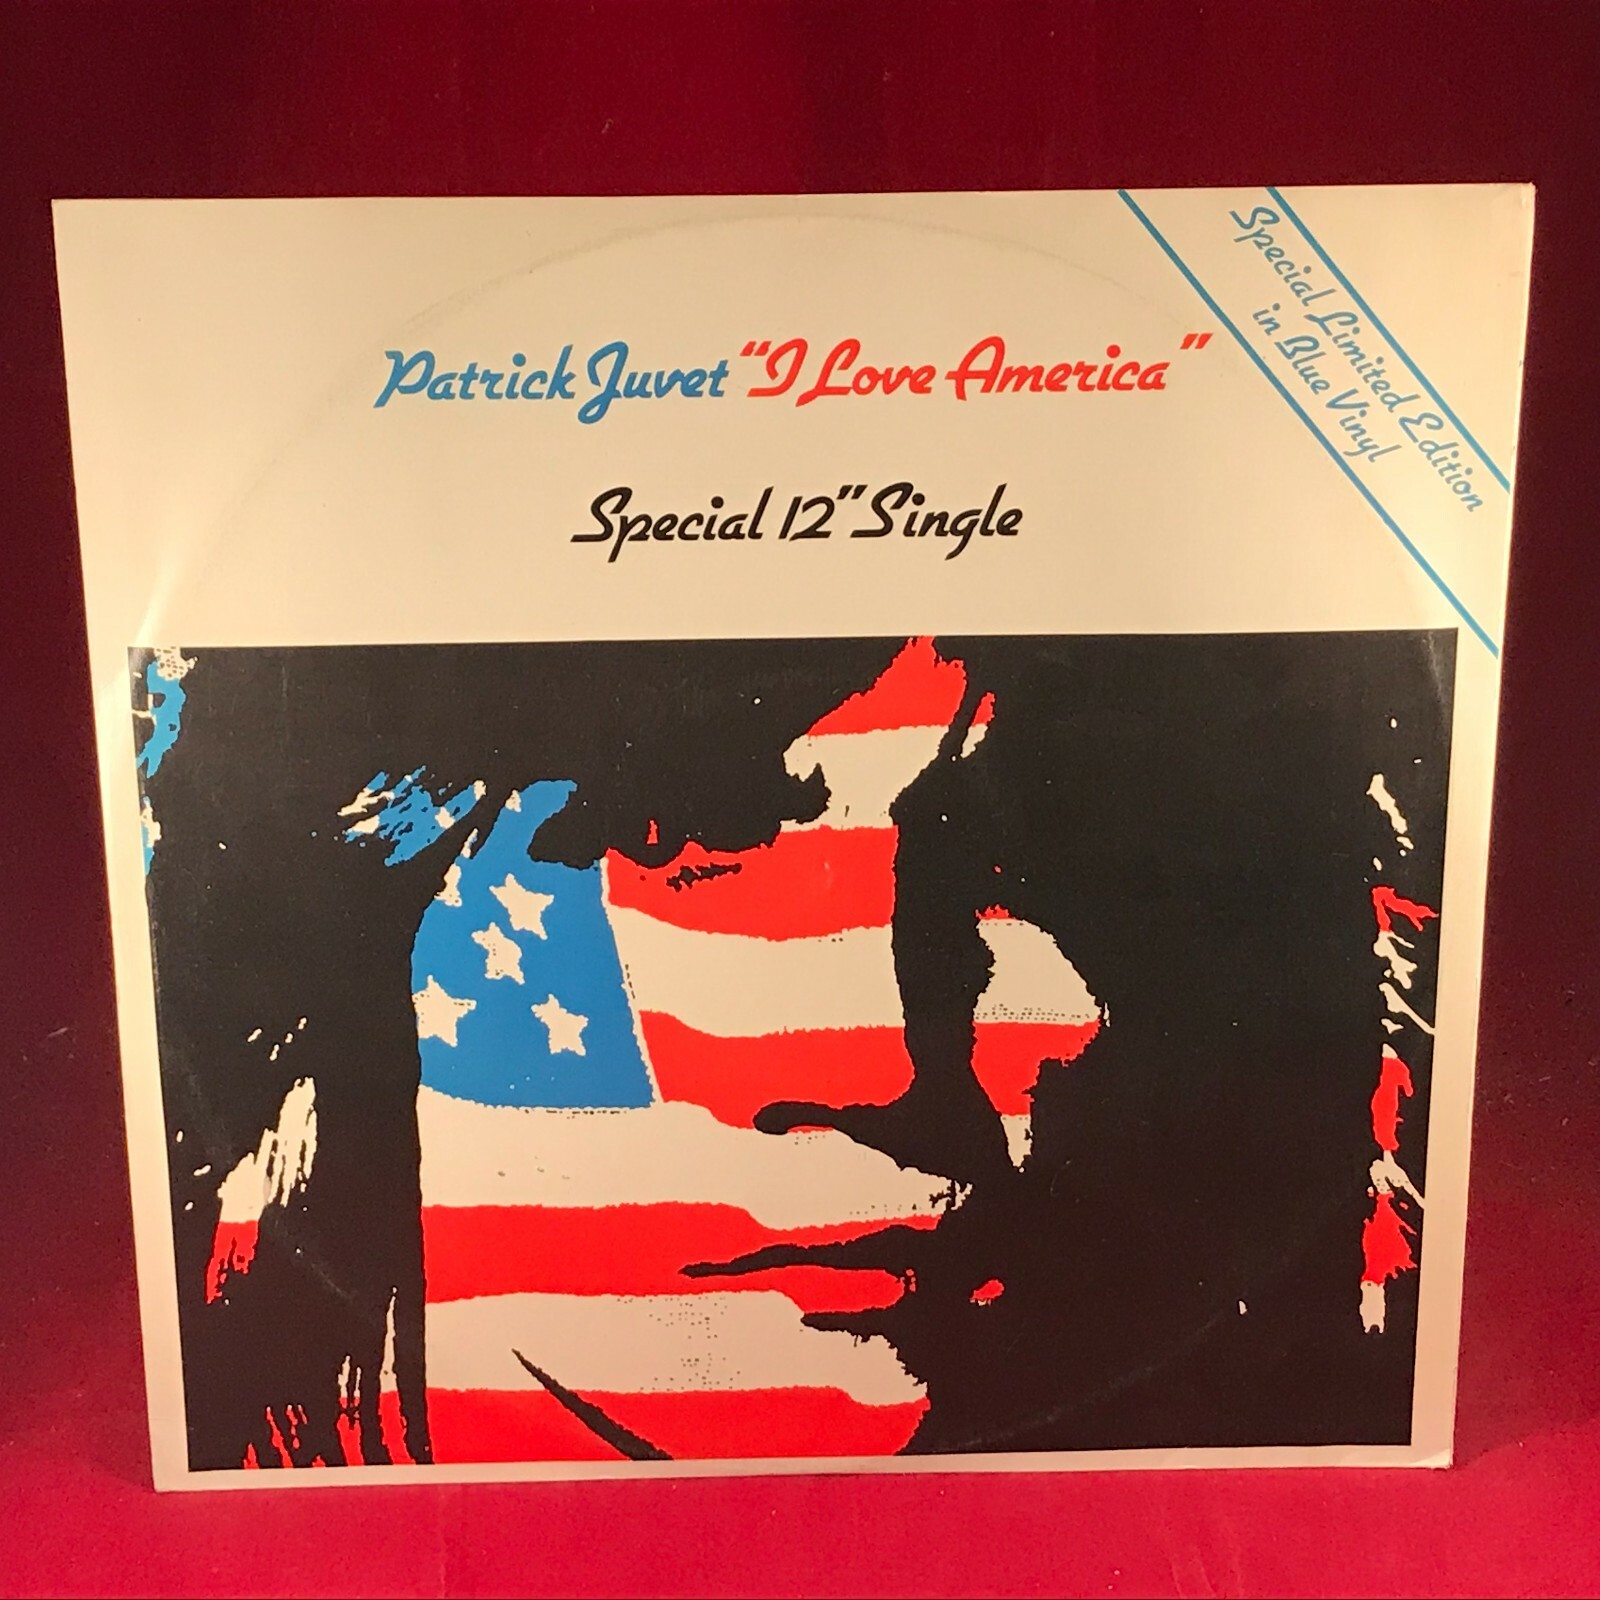 Patrick Juvet "I Love America"
Special 12" Single
Special Limited Edition
in Blue Vinyl